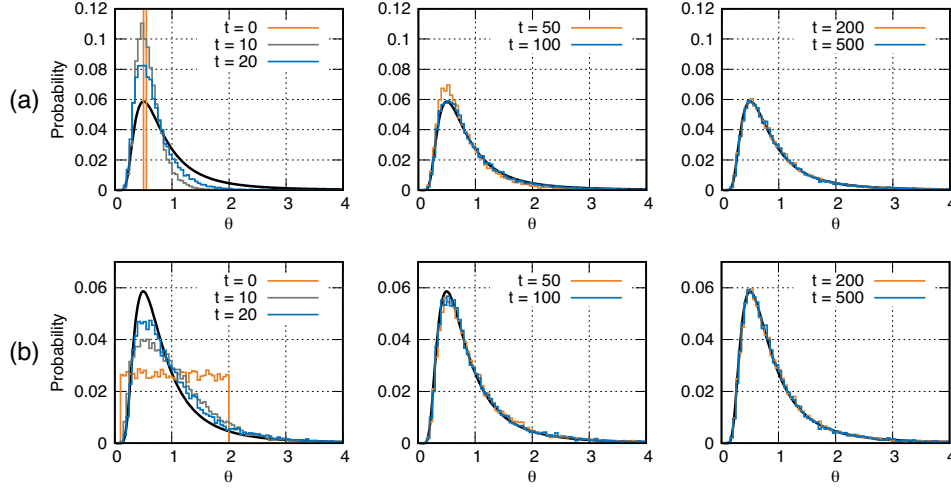 (a)
Probability
0.12
0.1
0.08
0.06
0.04
0.02
0
t = 0
t = 10
t = 20
0 1 2 3 4
θ
0.12
0.1
0.08
0.06
0.04
0.02
0
t = 50
t = 100
0 1 2 3 4
θ
0.12
0.1
0.08
0.06
0.04
0.02
0
t = 200
t = 500
0 1 2 3 4
θ
(b)
Probability
0.06
0.04
0.02
0
t = 0
t = 10
t = 20
0 1 2 3 4
θ
0.06
0.04
0.02
0
t = 50
t = 100
0 1 2 3 4
θ
0.06
0.04
0.02
0
t = 200
t = 500
0 1 2 3 4
θ